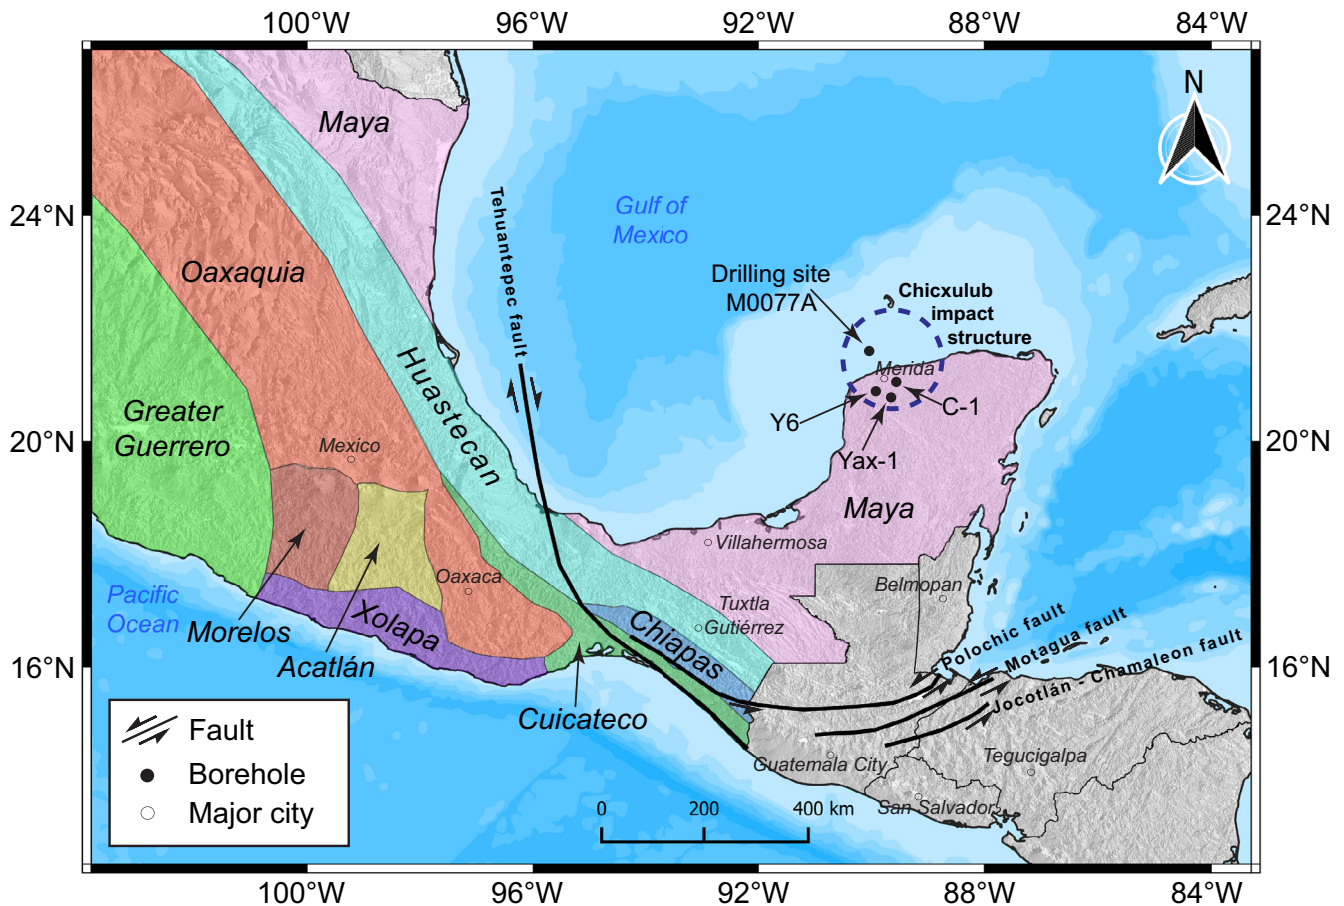 100°W
96°W
92°W
88°W
84°W
N
Maya
24°N
24°N
Gulf of
Mexico
Tehuantepec fault
Oaxaquia
Drilling site
M0077A
Chicxulub
impact
structure
Merida
Huastecan
Greater
Guerrero
C-1
Y6
20°N
20°N
Mexico
Yax-1
Maya
Villahermosa
Oaxaca
Belmopan
Pacific
Ocean
Tuxtla
Gutiérrez
Morelos
Xolapa
Chiapas
Acatlán
Polochic fault
Motagua fault
Jocotlán - Chamaleon fault
16°N
16°N
Cuicateco
Fault
Borehole
Major city
Guatemala City
Tegucigalpa
San Salvador
0
200
400 km
100°W
96°W
92°W
88°W
84°W